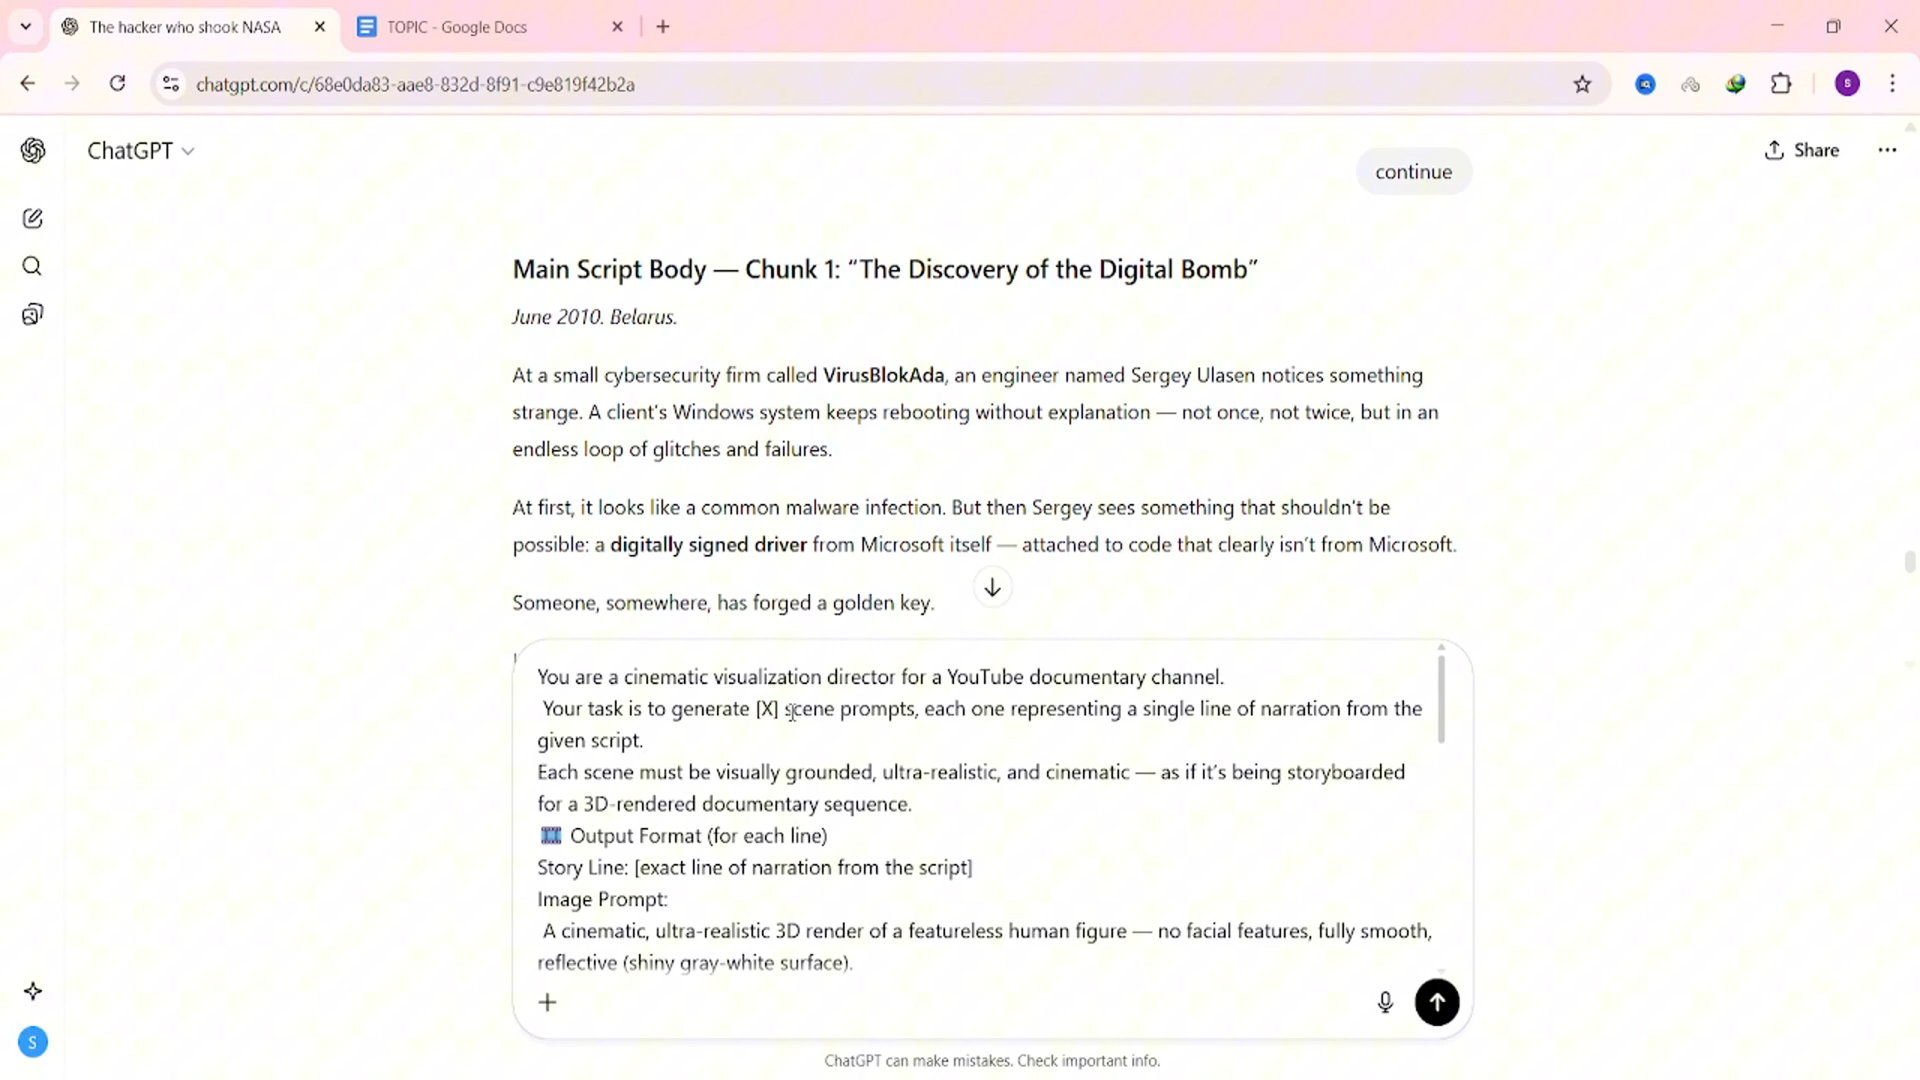 The hacker who shook NASA
TOPIC - Google Docs
chatgpt.com/c/68e0da83-aae8-832d-8f91-c9e819f42b2a
S
ChatGPT
Share
continue
Main Script Body — Chunk 1: “The Discovery of the Digital Bomb”
June 2010. Belarus.
At a small cybersecurity firm called VirusBlokAda, an engineer named Sergey Ulasen notices something
strange. A client’s Windows system keeps rebooting without explanation — not once, not twice, but in an
endless loop of glitches and failures.
At first, it looks like a common malware infection. But then Sergey sees something that shouldn’t be
possible: a digitally signed driver from Microsoft itself — attached to code that clearly isn’t from Microsoft.
Someone, somewhere, has forged a golden key.
You are a cinematic visualization director for a YouTube documentary channel.
Your task is to generate [X] scene prompts, each one representing a single line of narration from the
given script.
Each scene must be visually grounded, ultra-realistic, and cinematic — as if it’s being storyboarded
for a 3D-rendered documentary sequence.
Output Format (for each line)
Story Line: [exact line of narration from the script]
Image Prompt:
A cinematic, ultra-realistic 3D render of a featureless human figure — no facial features, fully smooth,
reflective (shiny gray-white surface).
S
ChatGPT can make mistakes. Check important info.